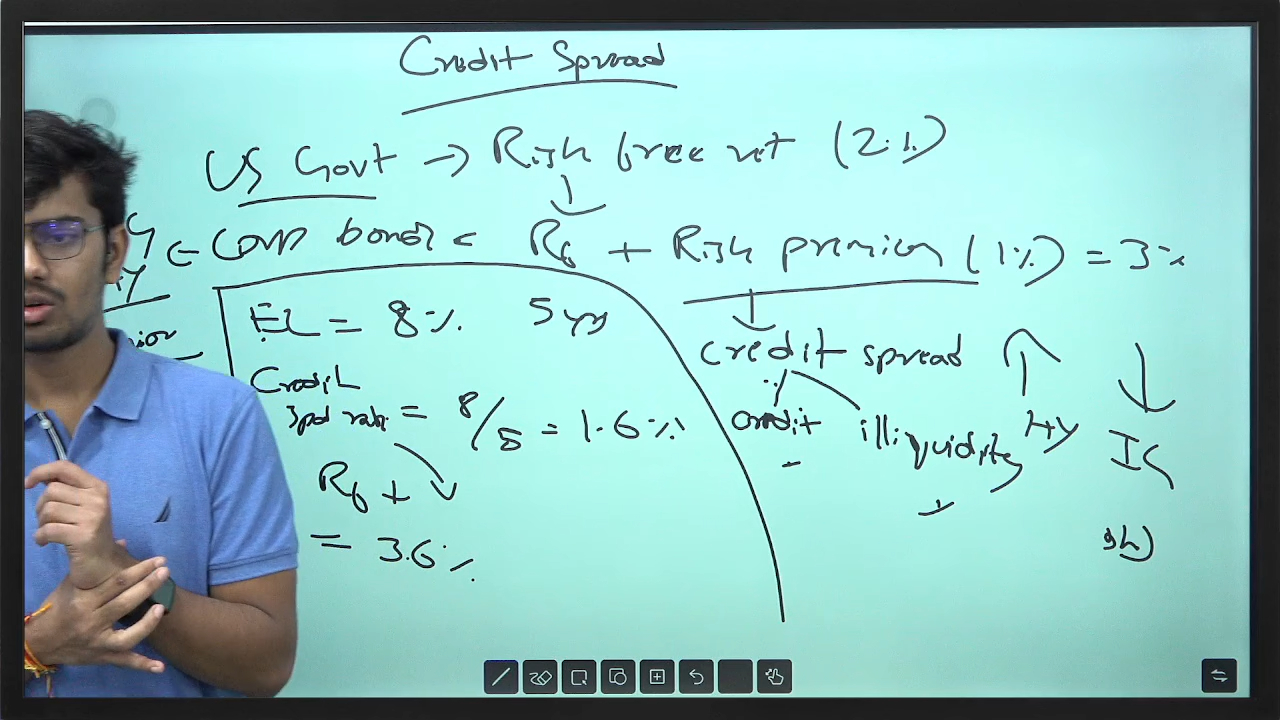 Credit Spread
US Govt → Risk free rt (2%)
Corp bond < Rf + Risk premium (1%) = 3%
EL = 8% 5 yrs
Credit
spd rate = 8/5 = 1.6%
Rf +
= 3.6%
credit spread
credit illiquidity HY IG